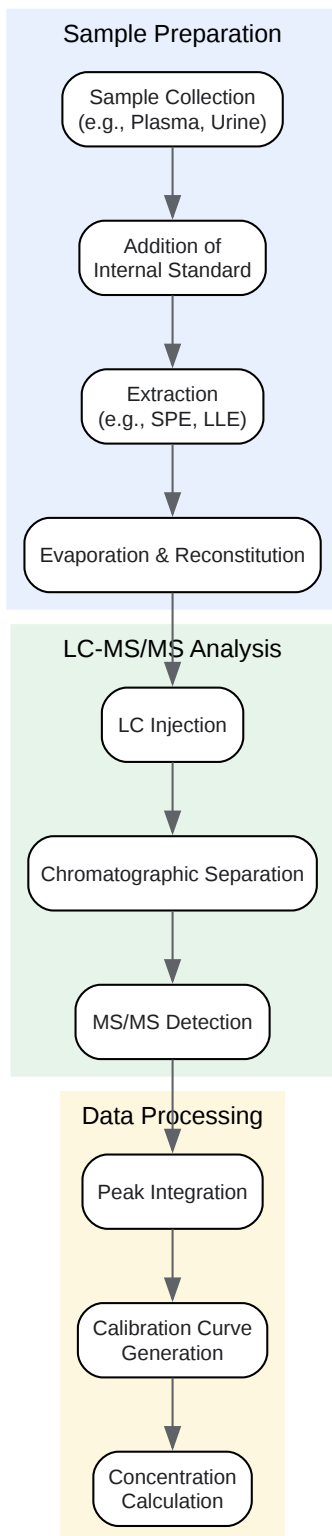 Sample Preparation
Sample Collection
(e.g., Plasma, Urine)
Addition of
Internal Standard
Extraction
(e.g., SPE, LLE)
Evaporation & Reconstitution
LC-MS/MS Analysis
LC Injection
Chromatographic Separation
MS/MS Detection
Data Processing
Peak Integration
Calibration Curve
Generation
Concentration
Calculation